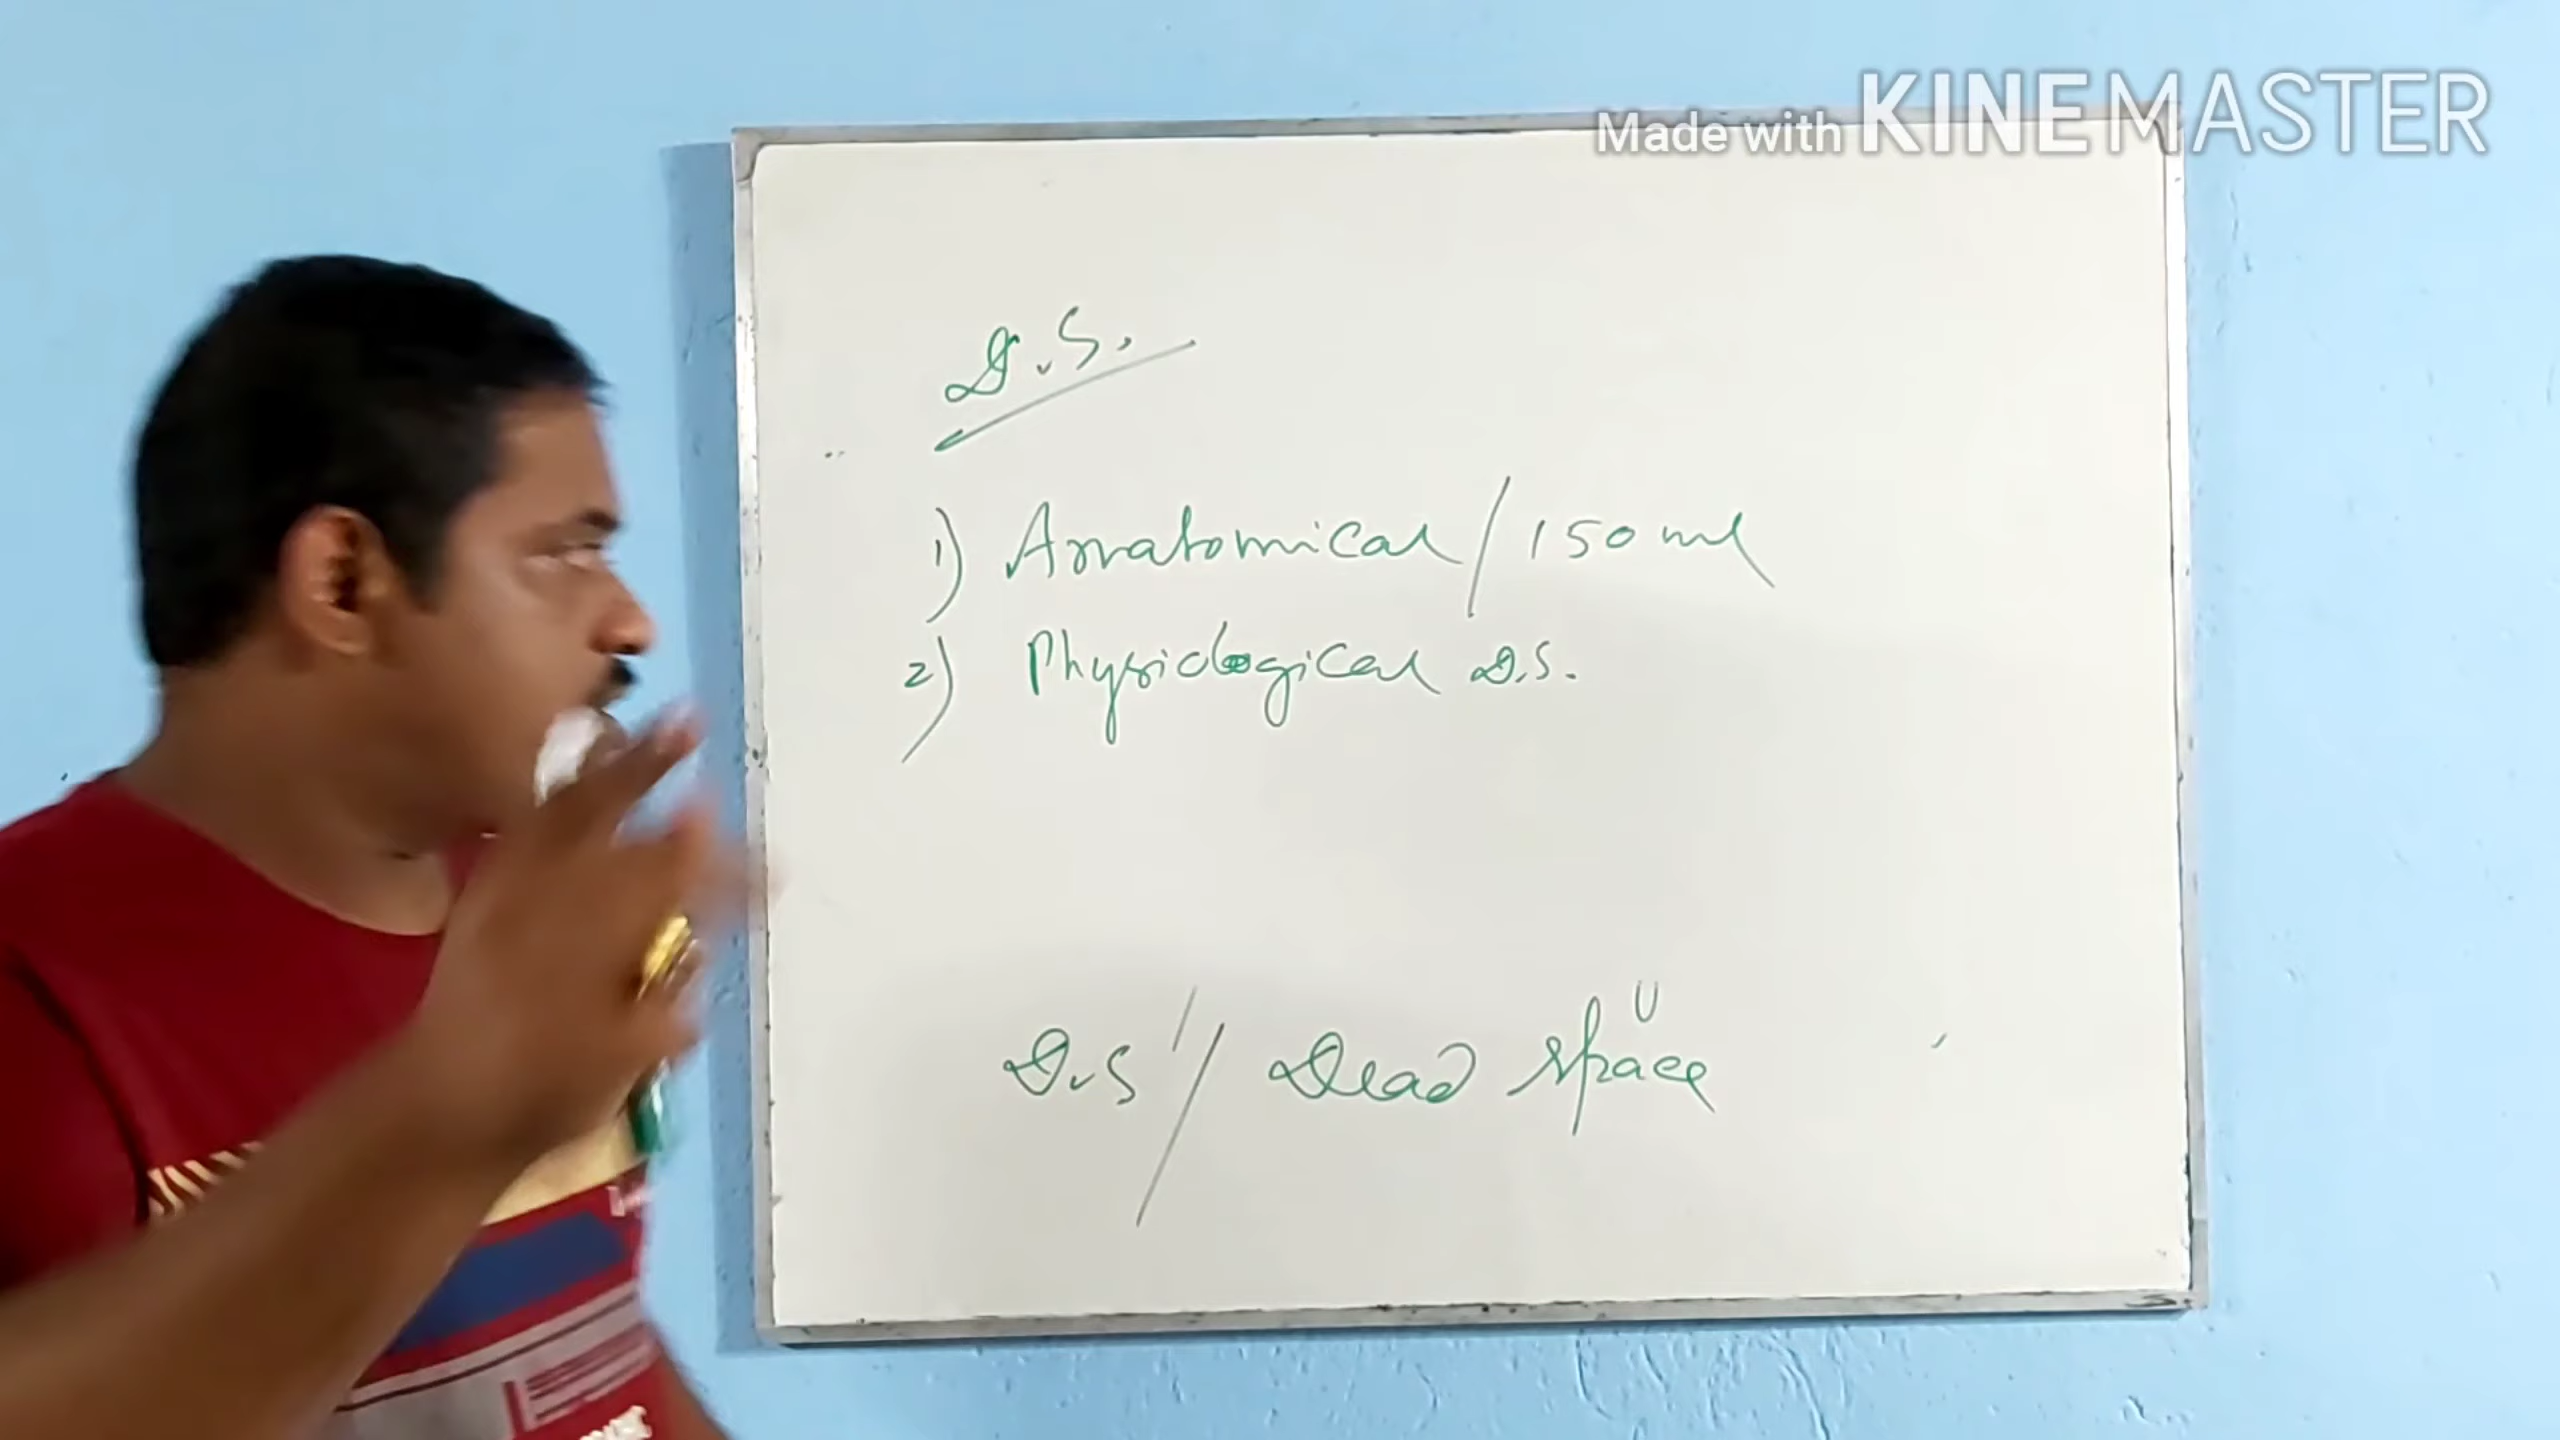 Made with KINEMASTER
D.S.
1) Anatomical / 150 ml
2) Physiological D.S.
D.S / Dead space